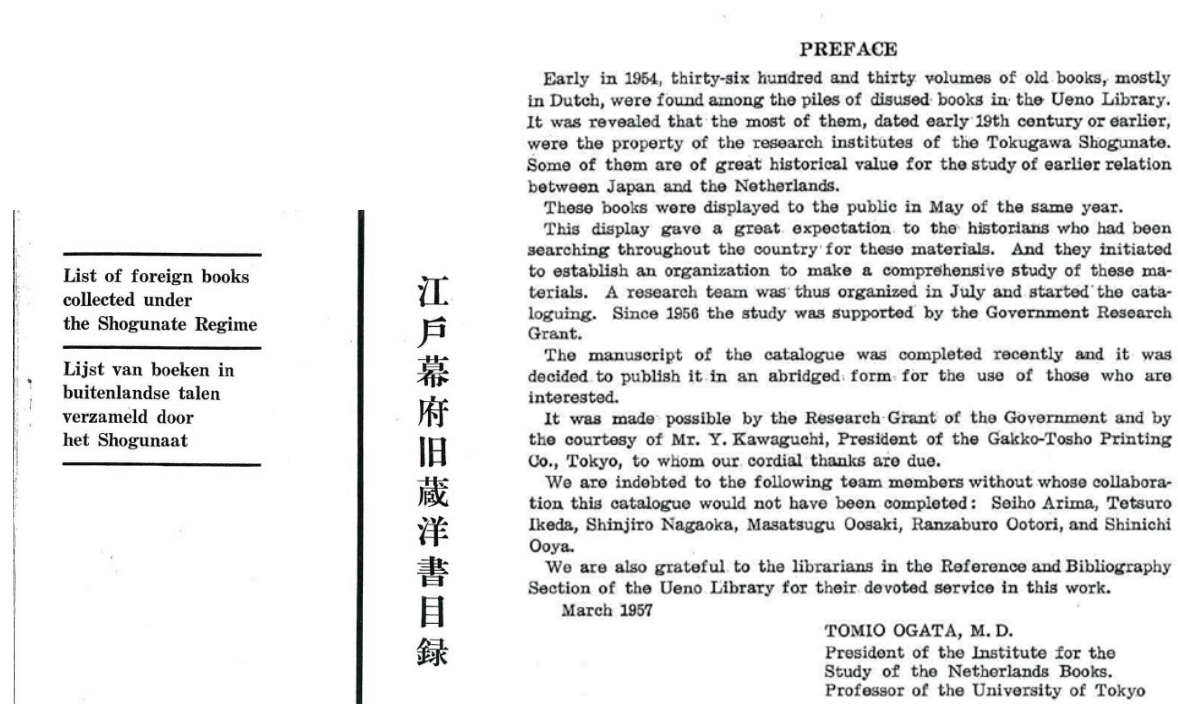 List of foreign books
collected under
the Shogunate Regime
Lijst van boeken in
buitenlandse talen
verzameld door
het Shogunaat
江戸幕府旧蔵洋書目録
PREFACE
Early in 1954, thirty-six hundred and thirty volumes of old books, mostly
in Dutch, were found among the piles of disused books in the Ueno Library.
It was revealed that the most of them, dated early 19th century or earlier,
were the property of the research institutes of the Tokugawa Shogunate.
Some of them are of great historical value for the study of earlier relation
between Japan and the Netherlands.
These books were displayed to the public in May of the same year.
This display gave a great expectation to the historians who had been
searching throughout the country for these materials. And they initiated
to establish an organization to make a comprehensive study of these ma-
terials. A research team was thus organized in July and started the cata-
loguing. Since 1956 the study was supported by the Government Research
Grant.
The manuscript of the catalogue was completed recently and it was
decided to publish it in an abridged form for the use of those who are
interested.
It was made possible by the Research Grant of the Government and by
the courtesy of Mr. Y. Kawaguchi, President of the Gakko-Tosho Printing
Co., Tokyo, to whom our cordial thanks are due.
We are indebted to the following team members without whose collabora-
tion this catalogue would not have been completed: Seiho Arima, Tetsuro
Ikeda, Shinjiro Nagaoka, Masatsugu Oosaki, Ranzaburo Ootori, and Shinichi
Ooya.
We are also grateful to the librarians in the Reference and Bibliography
Section of the Ueno Library for their devoted service in this work.
March 1957
TOMIO OGATA, M. D.
President of the Institute for the
Study of the Netherlands Books.
Professor of the University of Tokyo